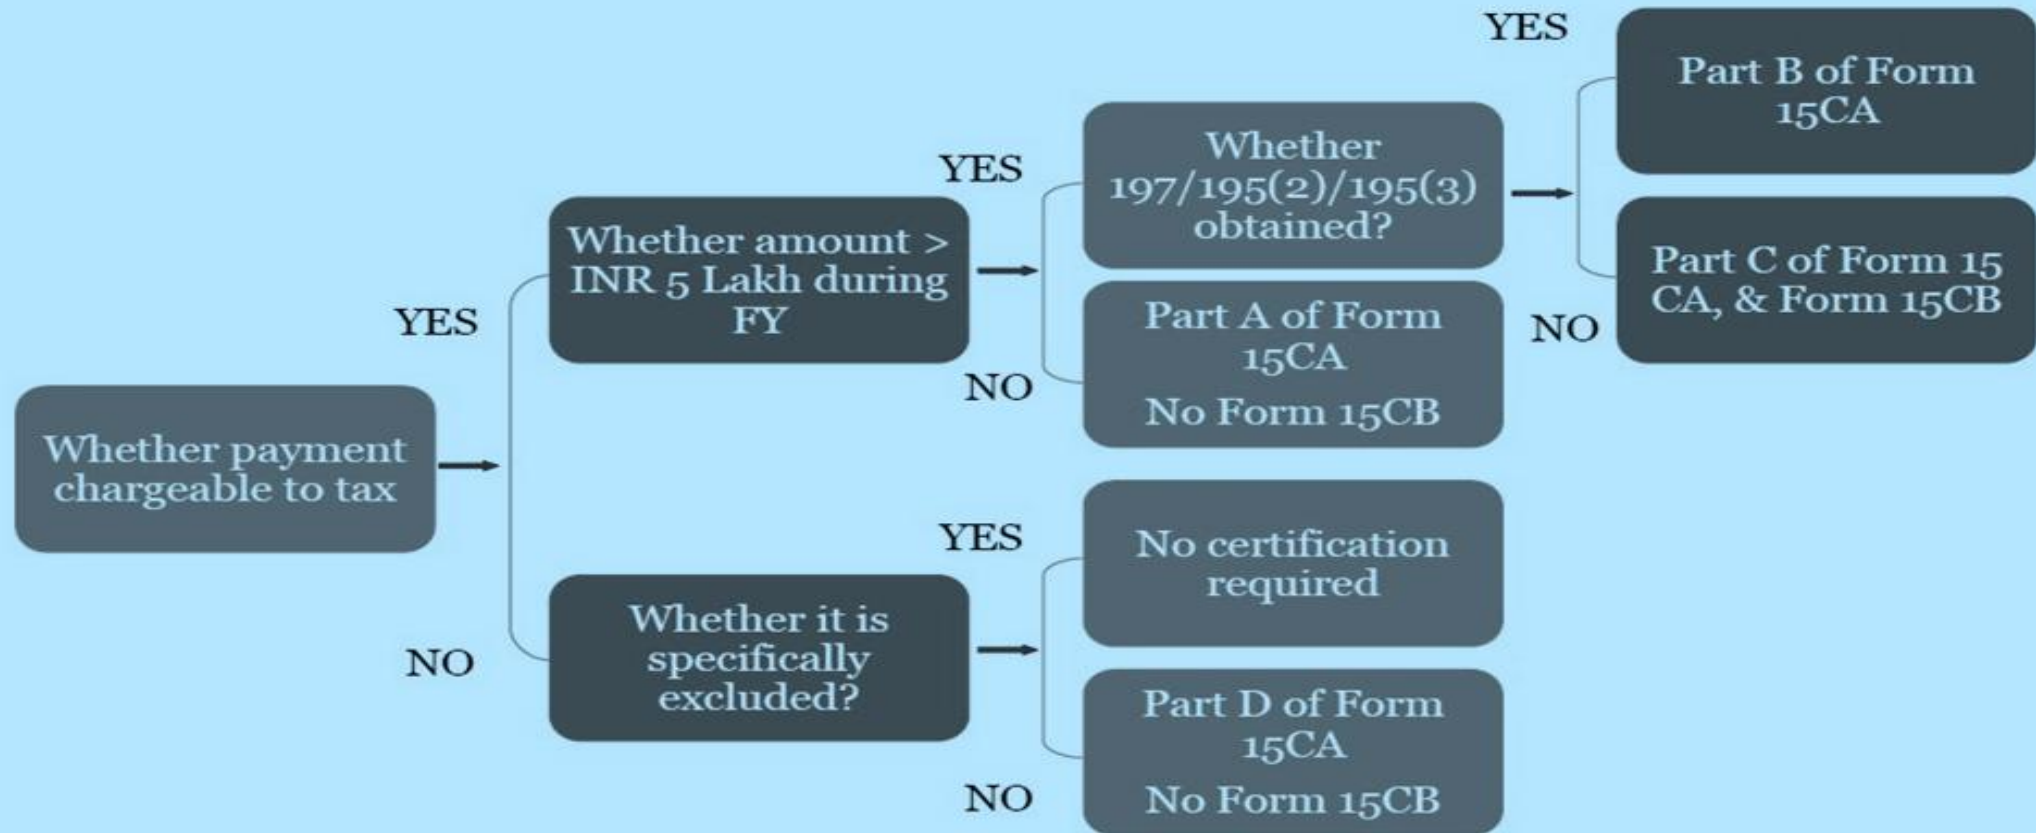 Whether payment
chargeable to tax
YES
NO
Whether amount >
INR 5 Lakh during
FY
Whether it is
specifically
excluded?
YES
NO
Whether
197/195(2)/195(3)
obtained?
Part A of Form
15CA
No Form 15CB
YES
NO
No certification
required
Part D of Form
15CA
No Form 15CB
YES
NO
Part B of Form
15CA
Part C of Form 15
CA, & Form 15CB